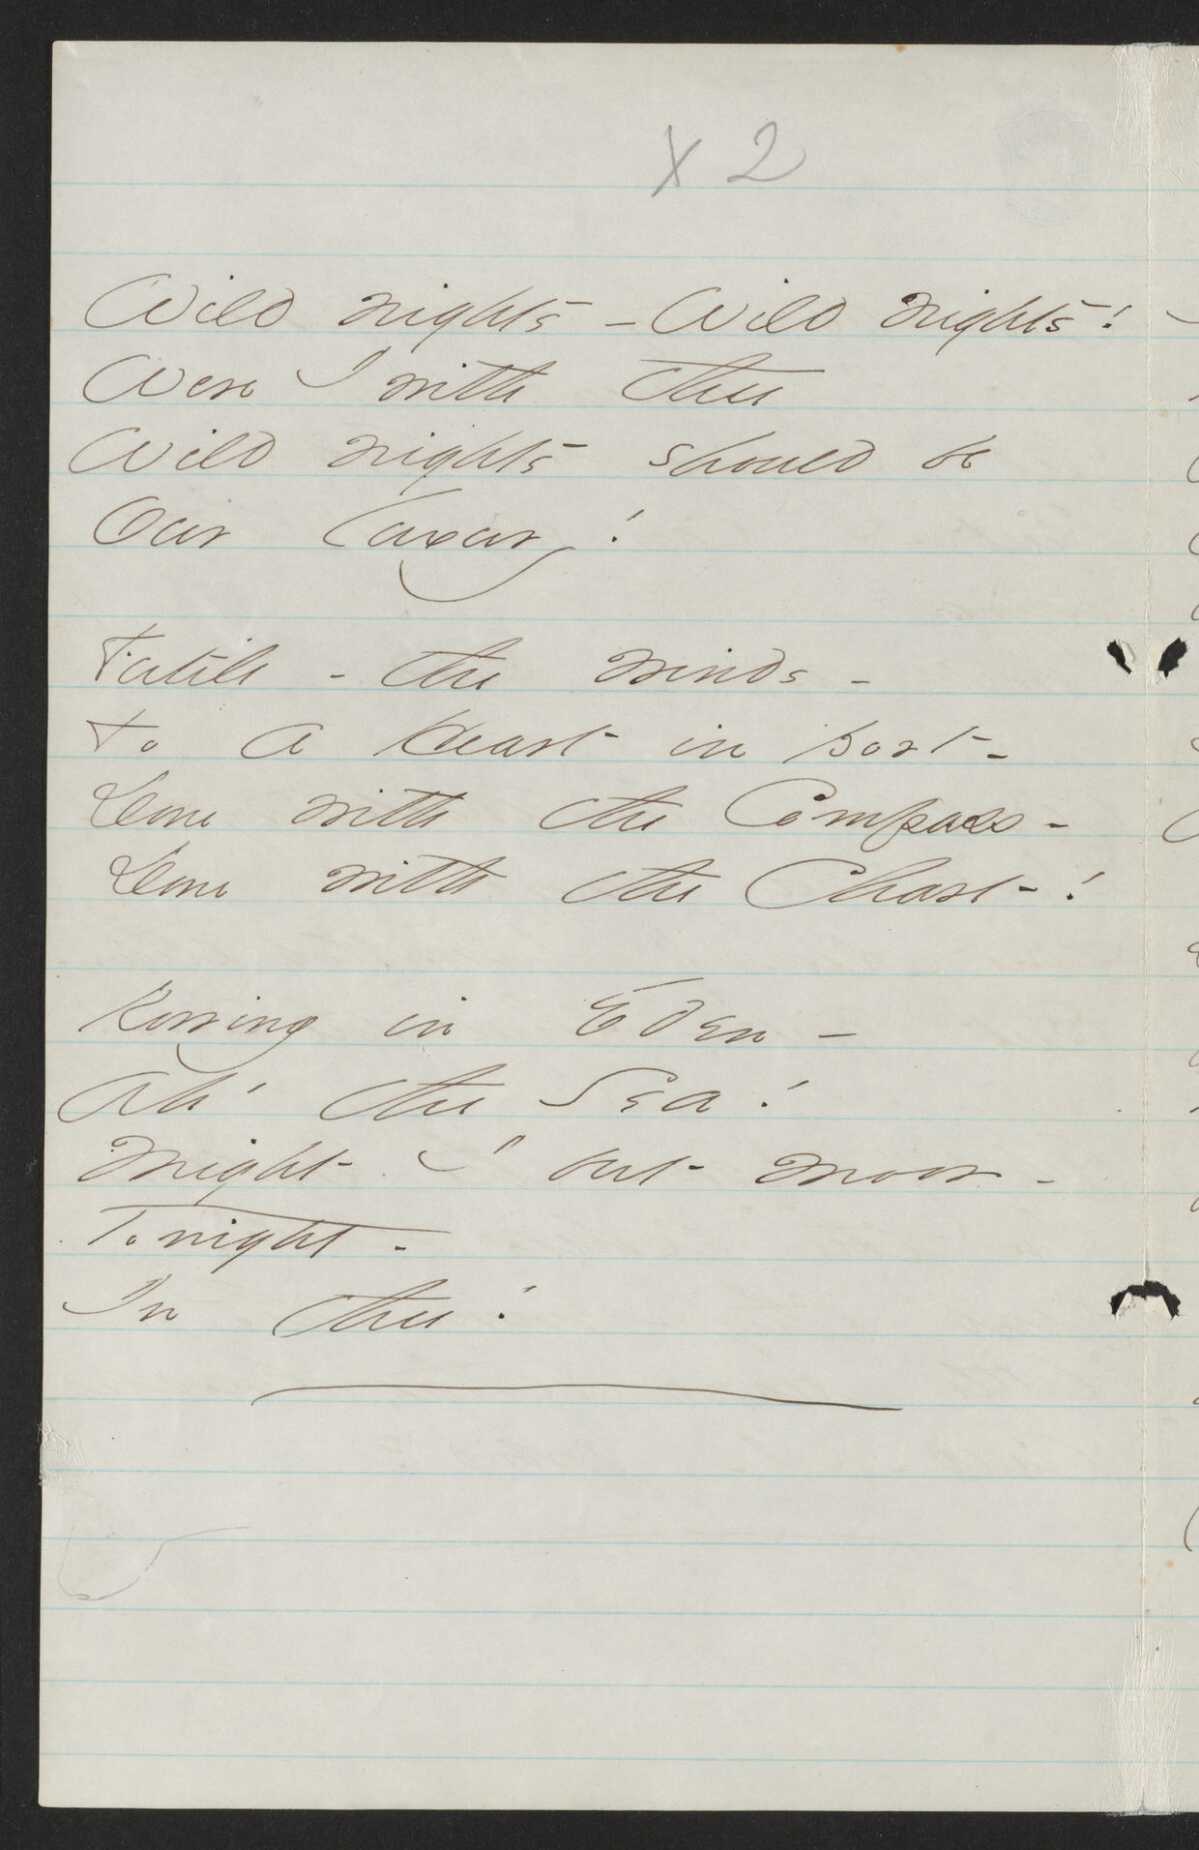 X 2
Wild nights – Wild nights!
Were I with thee
Wild nights should be
Our luxury!
Futile – the winds –
To a Heart in port –
Done with the Compass –
Done with the Chart – !
Rowing in Eden –
Ah! the Sea!
Might I but moor –
Tonight –
In thee!